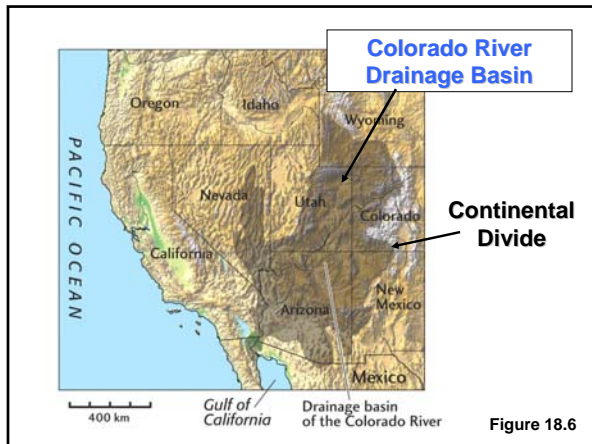 Colorado River
Drainage Basin
Oregon
Idaho
Wyoming
PACIFIC OCEAN
Nevada
Utah
Colorado
Continental
Divide
California
Arizona
New
Mexico
Mexico
400 km
Gulf of
California
Drainage basin
of the Colorado River
Figure 18.6